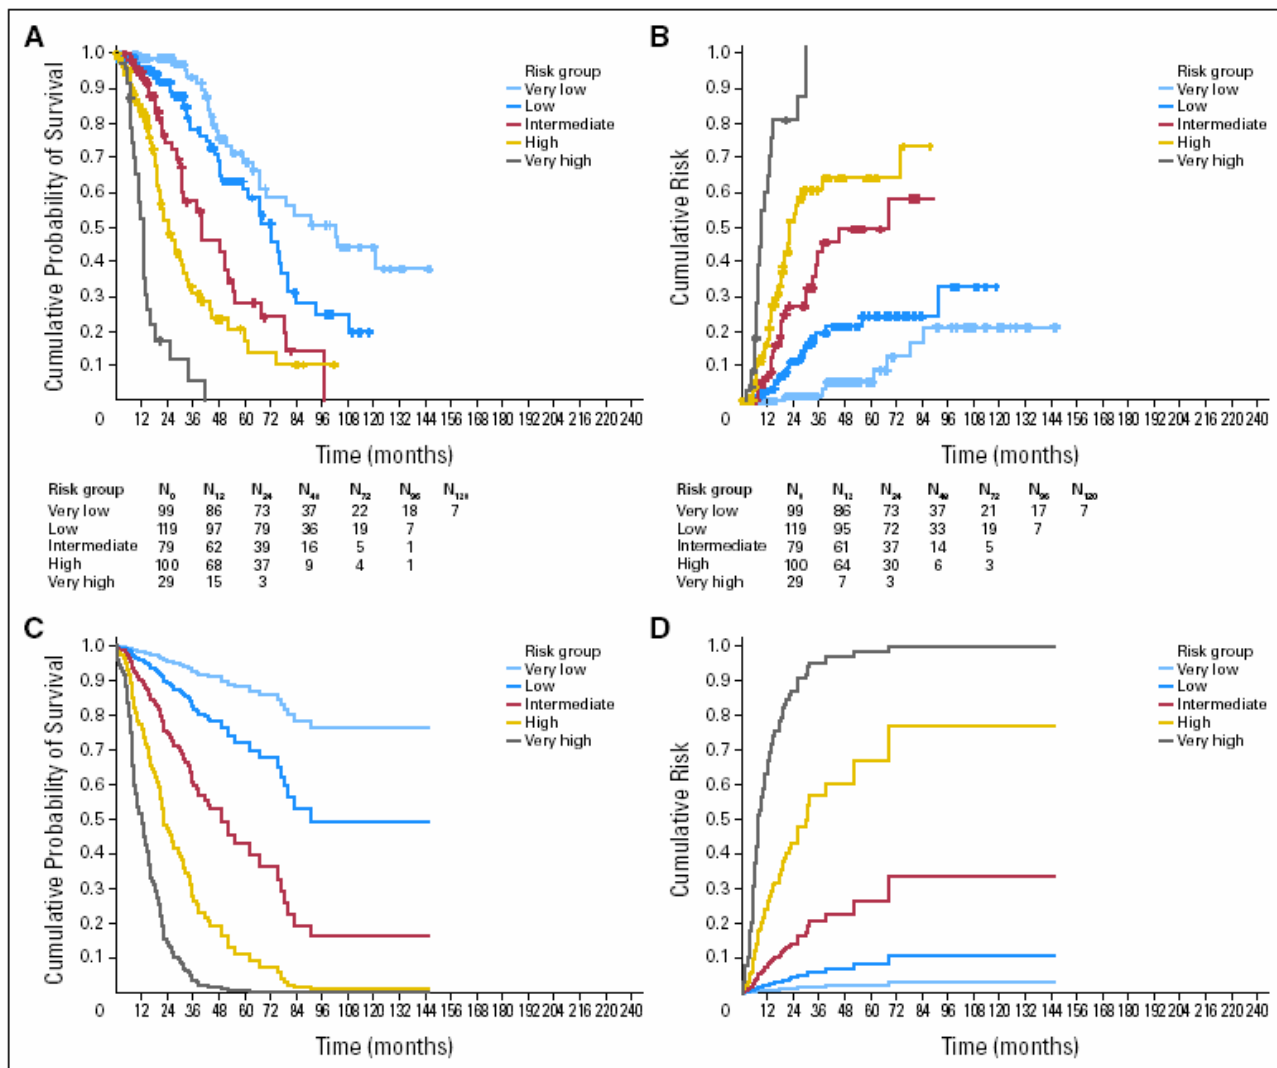 A
Cumulative Probability of Survival
1.0
0.9
0.8
0.7
0.6
0.5
0.4
0.3
0.2
0.1
0 12 24 36 48 60 72 84 96 108 120 132 144 156 168 180 192 204 216 228 240
Time (months)
Risk group
Very low
Low
Intermediate
High
Very high
Risk group N0 N12 N24 N48 N72 N96 N120
Very low 99 86 73 37 22 18 7
Low 119 97 79 36 19 7
Intermediate 79 62 39 16 5 1
High 100 68 37 9 4 1
Very high 29 15 3
B
Cumulative Risk
1.0
0.9
0.8
0.7
0.6
0.5
0.4
0.3
0.2
0.1
0 12 24 36 48 60 72 84 96 108 120 132 144 156 168 180 192 204 216 228 240
Time (months)
Risk group
Very low
Low
Intermediate
High
Very high
Risk group N0 N12 N24 N48 N72 N96 N120
Very low 99 86 73 37 21 17 7
Low 119 95 72 33 19 7
Intermediate 79 61 37 14 5
High 100 64 30 6 3
Very high 29 7 3
C
Cumulative Probability of Survival
1.0
0.9
0.8
0.7
0.6
0.5
0.4
0.3
0.2
0.1
0 12 24 36 48 60 72 84 96 108 120 132 144 156 168 180 192 204 216 228 240
Time (months)
Risk group
Very low
Low
Intermediate
High
Very high
D
Cumulative Risk
1.0
0.9
0.8
0.7
0.6
0.5
0.4
0.3
0.2
0.1
0 12 24 36 48 60 72 84 96 108 120 132 144 156 168 180 192 204 216 228 240
Time (months)
Risk group
Very low
Low
Intermediate
High
Very high